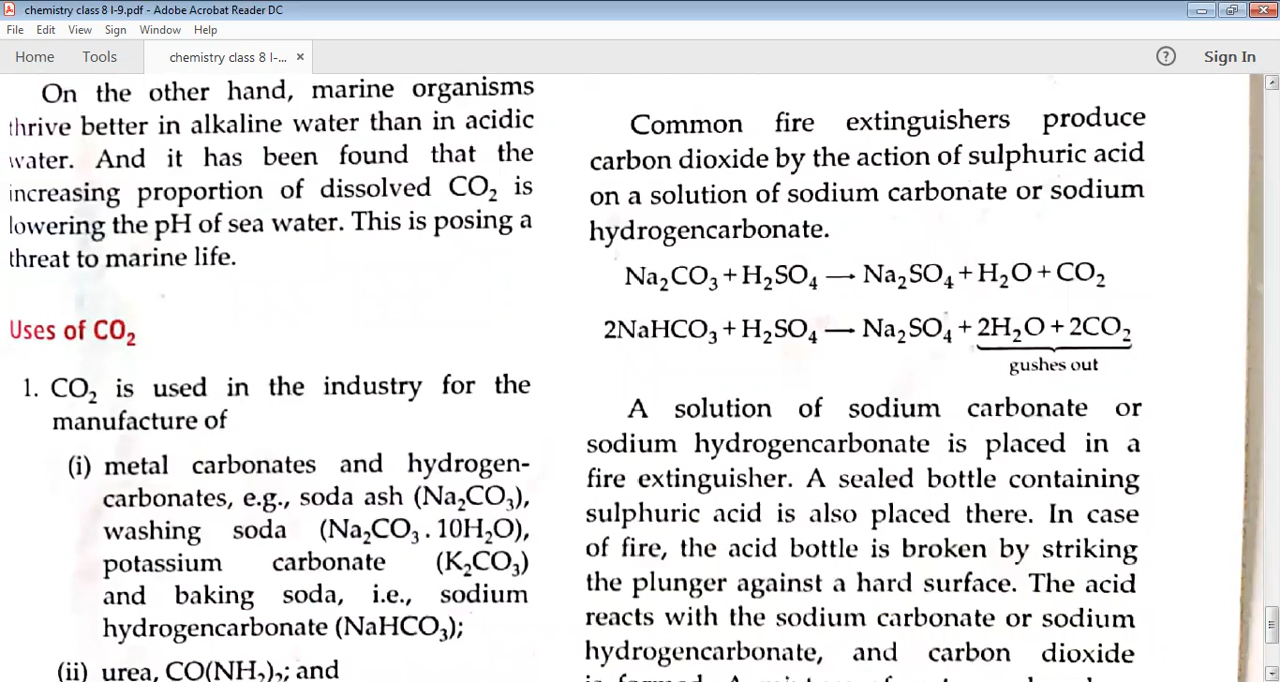 chemistry class 8 l-9.pdf - Adobe Acrobat Reader DC
File Edit View Sign Window Help
Home Tools chemistry class 8 l-... × ? Sign In
On the other hand, marine organisms
thrive better in alkaline water than in acidic
water. And it has been found that the
increasing proportion of dissolved CO₂ is
lowering the pH of sea water. This is posing a
threat to marine life.
Uses of CO₂
1. CO₂ is used in the industry for the
manufacture of
(i) metal carbonates and hydrogen-
carbonates, e.g., soda ash (Na₂CO₃),
washing soda (Na₂CO₃. 10H₂O),
potassium carbonate (K₂CO₃)
and baking soda, i.e., sodium
hydrogencarbonate (NaHCO₃);
(ii) urea, CO(NH₂)₂; and
Common fire extinguishers produce
carbon dioxide by the action of sulphuric acid
on a solution of sodium carbonate or sodium
hydrogencarbonate.
Na₂CO₃ + H₂SO₄ ⟶ Na₂SO₄ + H₂O + CO₂
2NaHCO₃ + H₂SO₄ ⟶ Na₂SO₄ + 2H₂O + 2CO₂
gushes out
A solution of sodium carbonate or
sodium hydrogencarbonate is placed in a
fire extinguisher. A sealed bottle containing
sulphuric acid is also placed there. In case
of fire, the acid bottle is broken by striking
the plunger against a hard surface. The acid
reacts with the sodium carbonate or sodium
hydrogencarbonate, and carbon dioxide